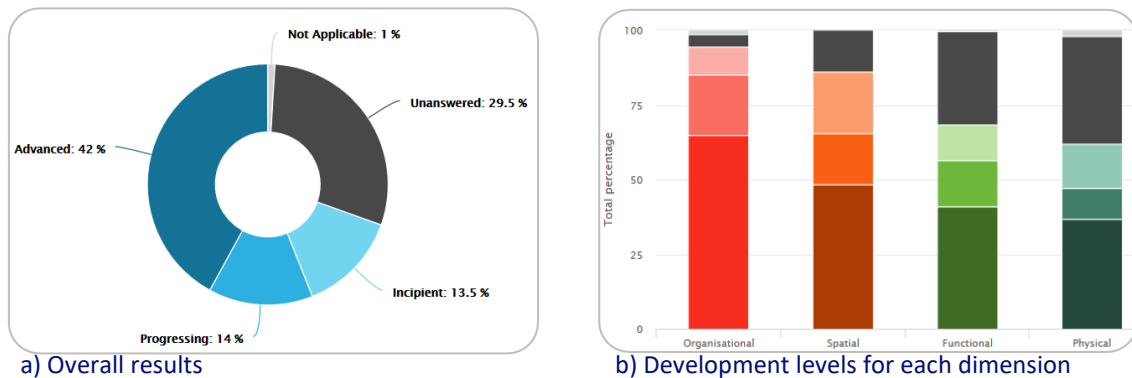 Not Applicable: 1 %
Unanswered: 29.5 %
Advanced: 42 %
Incipient: 13.5 %
Progressing: 14 %
a) Overall results
100
75
50
25
0
Total percentage
Organisational
Spatial
Functional
Physical
b) Development levels for each dimension